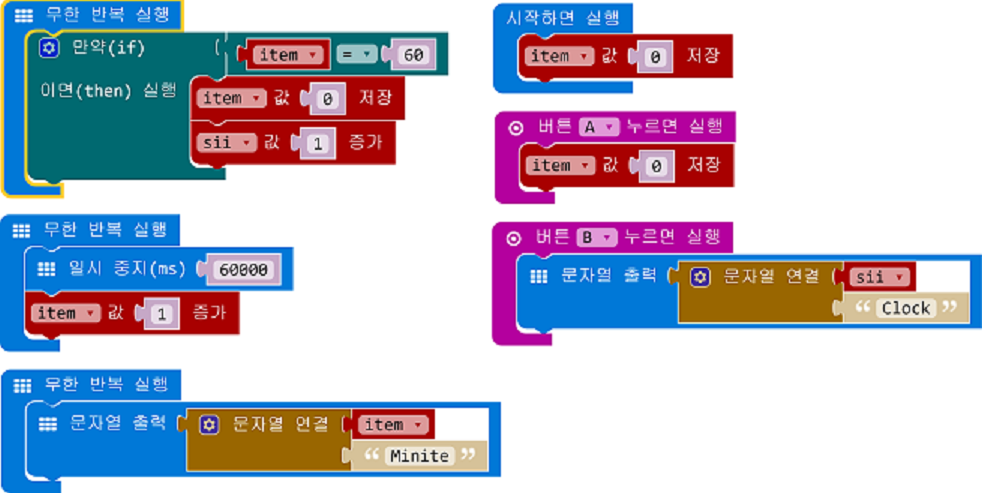 무한 반복 실행
만약(if) item = 60
이면(then) 실행
item 값 0 저장
sii 값 1 증가
무한 반복 실행
일시 중지(ms) 60000
item 값 1 증가
무한 반복 실행
문자열 출력 문자열 연결 item
“ Minite ”
시작하면 실행
item 값 0 저장
버튼 A 누르면 실행
item 값 0 저장
버튼 B 누르면 실행
문자열 출력 문자열 연결 sii
“ Clock ”